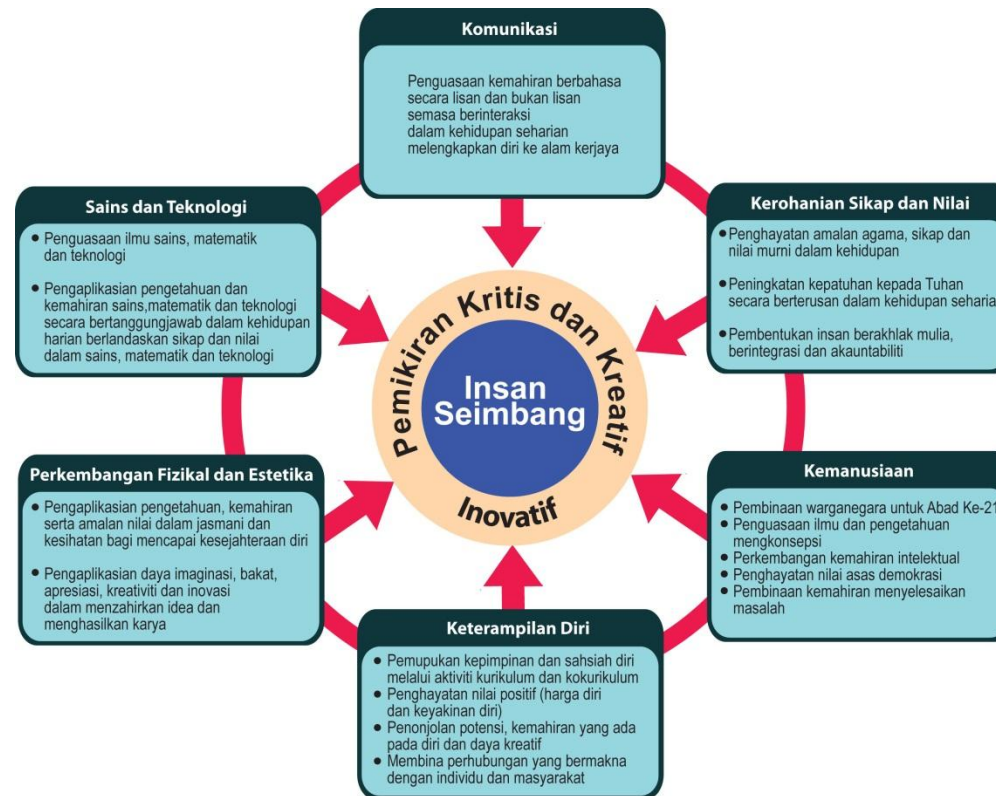 Komunikasi
Penguasaan kemahiran berbahasa
secara lisan dan bukan lisan
semasa berinteraksi
dalam kehidupan seharian
melengkapkan diri ke alam kerjaya
Sains dan Teknologi
• Penguasaan ilmu sains, matematik
dan teknologi
• Pengaplikasian pengetahuan dan
kemahiran sains,matematik dan teknologi
secara bertanggungjawab dalam kehidupan
harian berlandaskan sikap dan nilai
dalam sains, matematik dan teknologi
Kerohanian Sikap dan Nilai
• Penghayatan amalan agama, sikap dan
nilai murni dalam kehidupan
• Peningkatan kepatuhan kepada Tuhan
secara berterusan dalam kehidupan seharia
• Pembentukan insan berakhlak mulia,
berintegrasi dan akauntabiliti
Pemikiran Kritis dan Kreatif
Insan
Seimbang
Inovatif
Perkembangan Fizikal dan Estetika
• Pengaplikasian pengetahuan, kemahiran
serta amalan nilai dalam jasmani dan
kesihatan bagi mencapai kesejahteraan diri
• Pengaplikasian daya imaginasi, bakat,
apresiasi, kreativiti dan inovasi
dalam menzahirkan idea dan
menghasilkan karya
Kemanusiaan
• Pembinaan warganegara untuk Abad Ke-21
• Penguasaan ilmu dan pengetahuan
mengkonsepsi
• Perkembangan kemahiran intelektual
• Penghayatan nilai asas demokrasi
• Pembinaan kemahiran menyelesaikan
masalah
Keterampilan Diri
• Pemupukan kepimpinan dan sahsiah diri
melalui aktiviti kurikulum dan kokurikulum
• Penghayatan nilai positif (harga diri
dan keyakinan diri)
• Penonjolan potensi, kemahiran yang ada
pada diri dan daya kreatif
• Membina perhubungan yang bermakna
dengan individu dan masyarakat